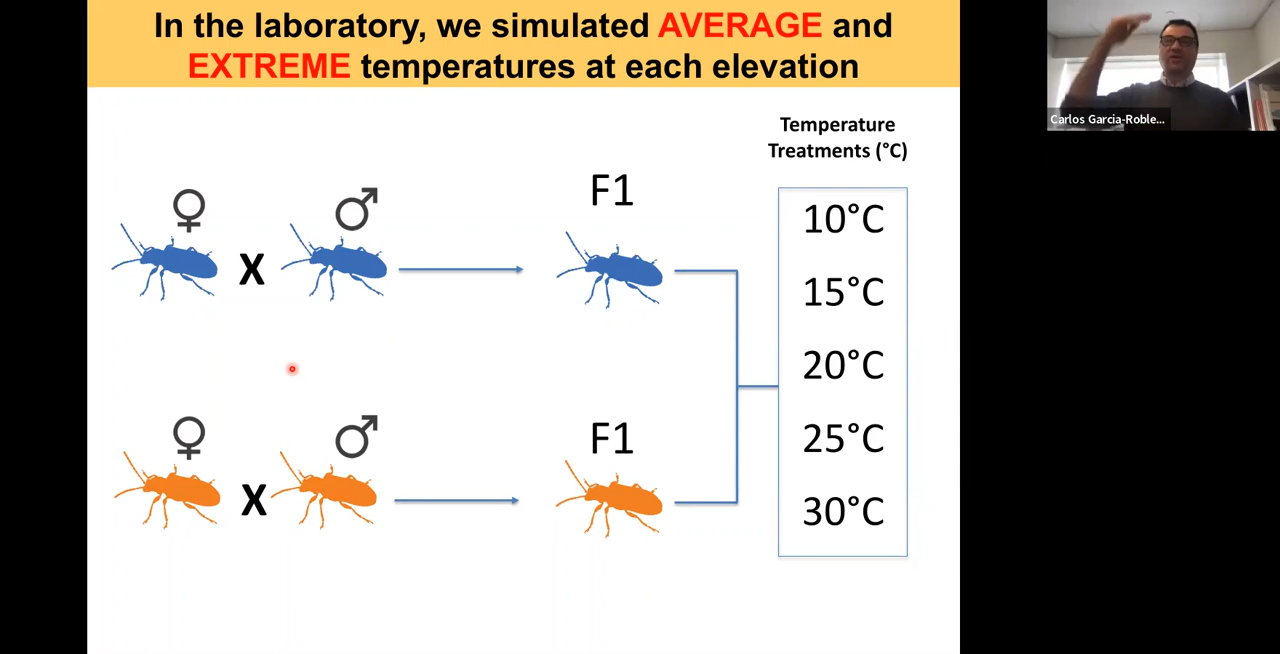 In the laboratory, we simulated AVERAGE and
EXTREME temperatures at each elevation
Carlos Garcia-Roble...
Temperature
Treatments (°C)
♀ ♂ F1
X
10°C
15°C
20°C
25°C
30°C
♀ ♂ F1
X